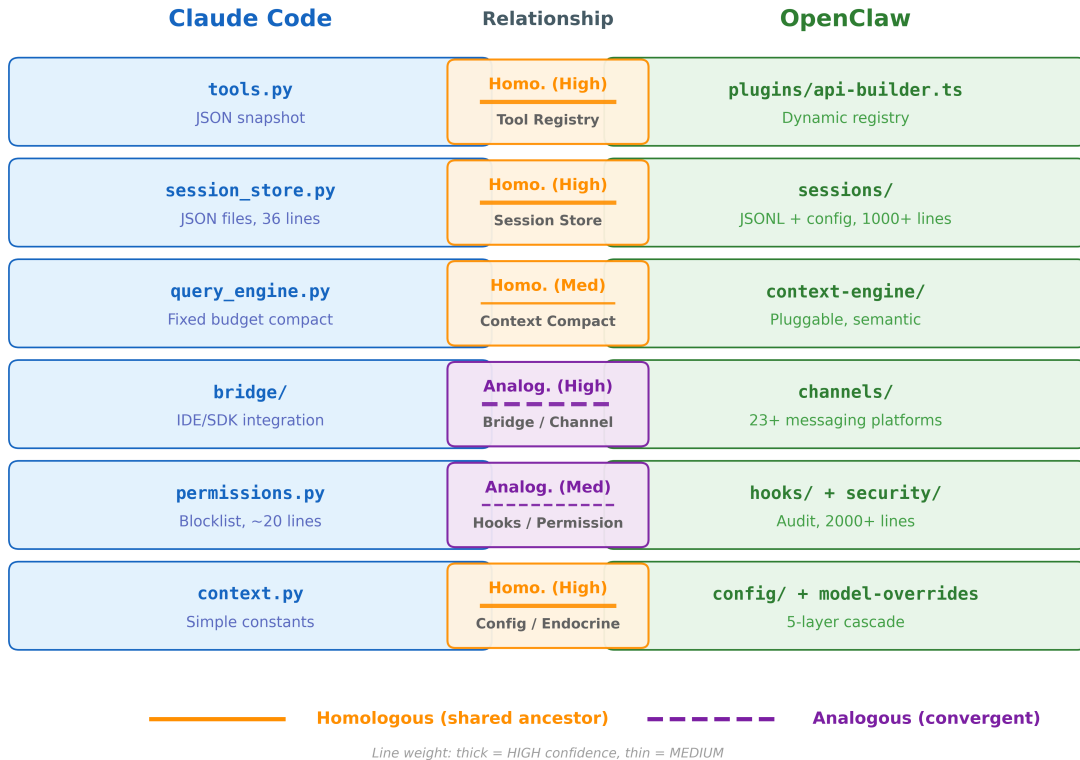 Claude Code
Relationship
OpenClaw
tools.py
JSON snapshot
Homo. (High)
Tool Registry
plugins/api-builder.ts
Dynamic registry
session_store.py
JSON files, 36 lines
Homo. (High)
Session Store
sessions/
JSONL + config, 1000+ lines
query_engine.py
Fixed budget compact
Homo. (Med)
Context Compact
context-engine/
Pluggable, semantic
bridge/
IDE/SDK integration
Analog. (High)
Bridge / Channel
channels/
23+ messaging platforms
permissions.py
Blocklist, ~20 lines
Analog. (Med)
Hooks / Permission
hooks/ + security/
Audit, 2000+ lines
context.py
Simple constants
Homo. (High)
Config / Endocrine
config/ + model-overrides
5-layer cascade
Homologous (shared ancestor)
Analogous (convergent)
Line weight: thick = HIGH confidence, thin = MEDIUM